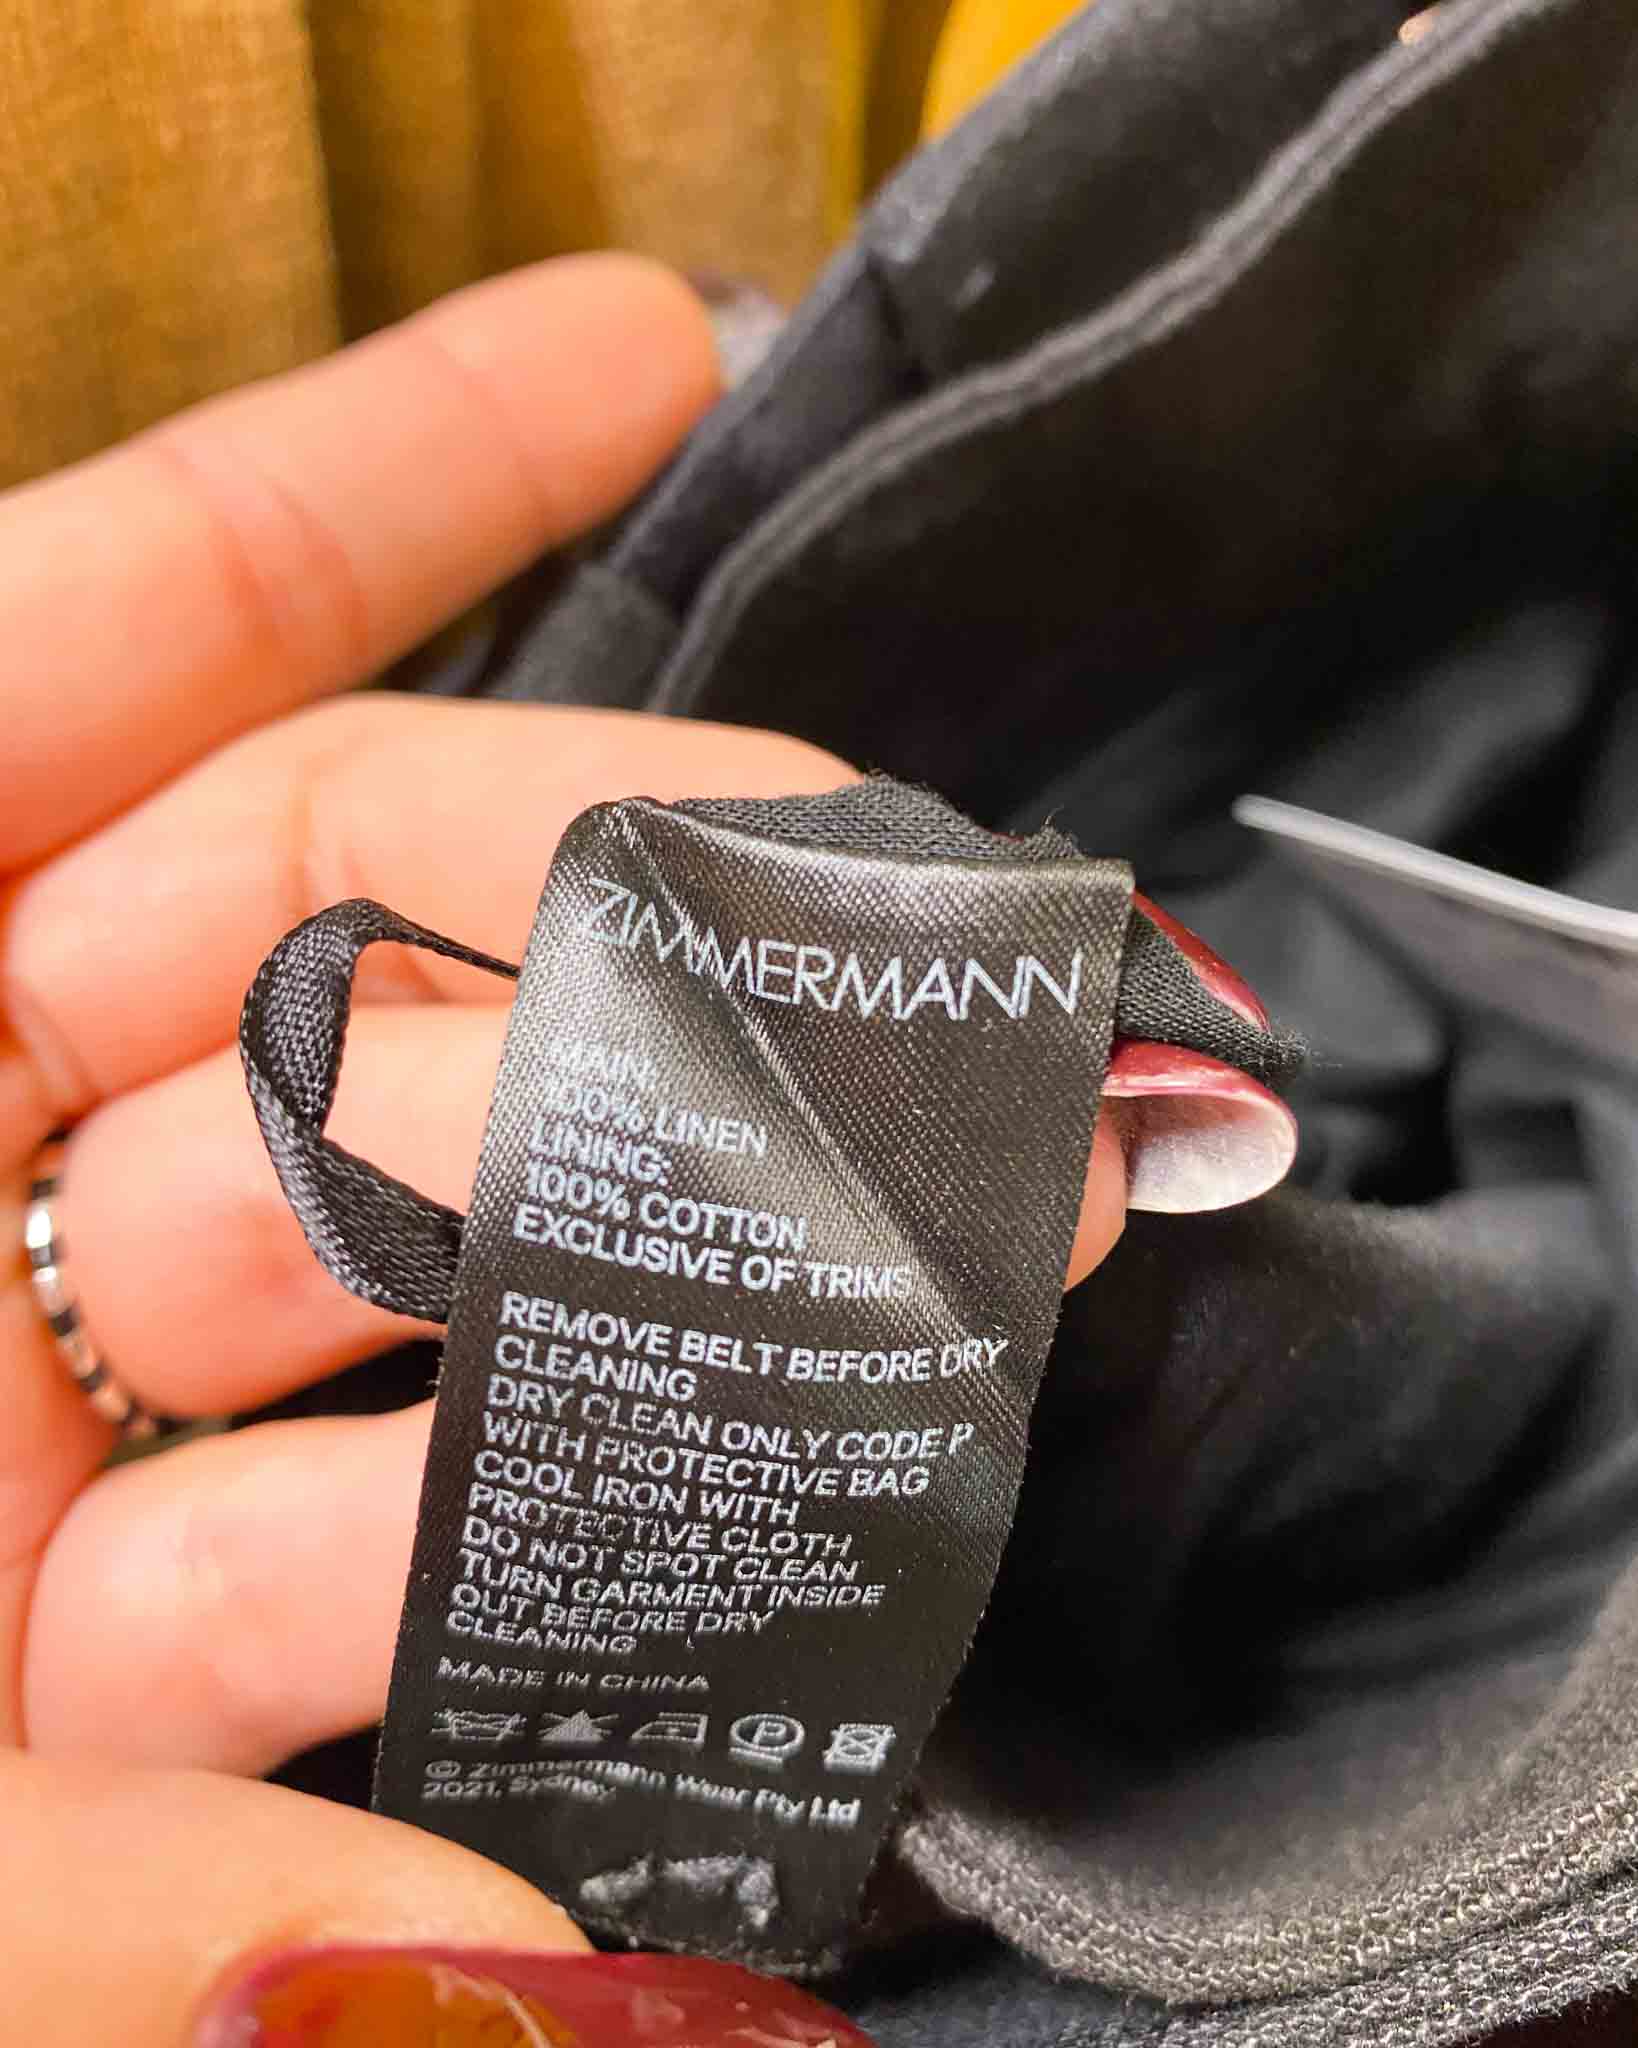 ZIMMERMANN
MAIN:
100% LINEN
LINING:
100% COTTON
EXCLUSIVE OF TRIMS
REMOVE BELT BEFORE DRY
CLEANING
DRY CLEAN ONLY CODE P
WITH PROTECTIVE BAG
COOL IRON WITH
PROTECTIVE CLOTH
DO NOT SPOT CLEAN
TURN GARMENT INSIDE
OUT BEFORE DRY
CLEANING
MADE IN CHINA
P
© Zimmermann Wear Pty Ltd
2021, Sydney